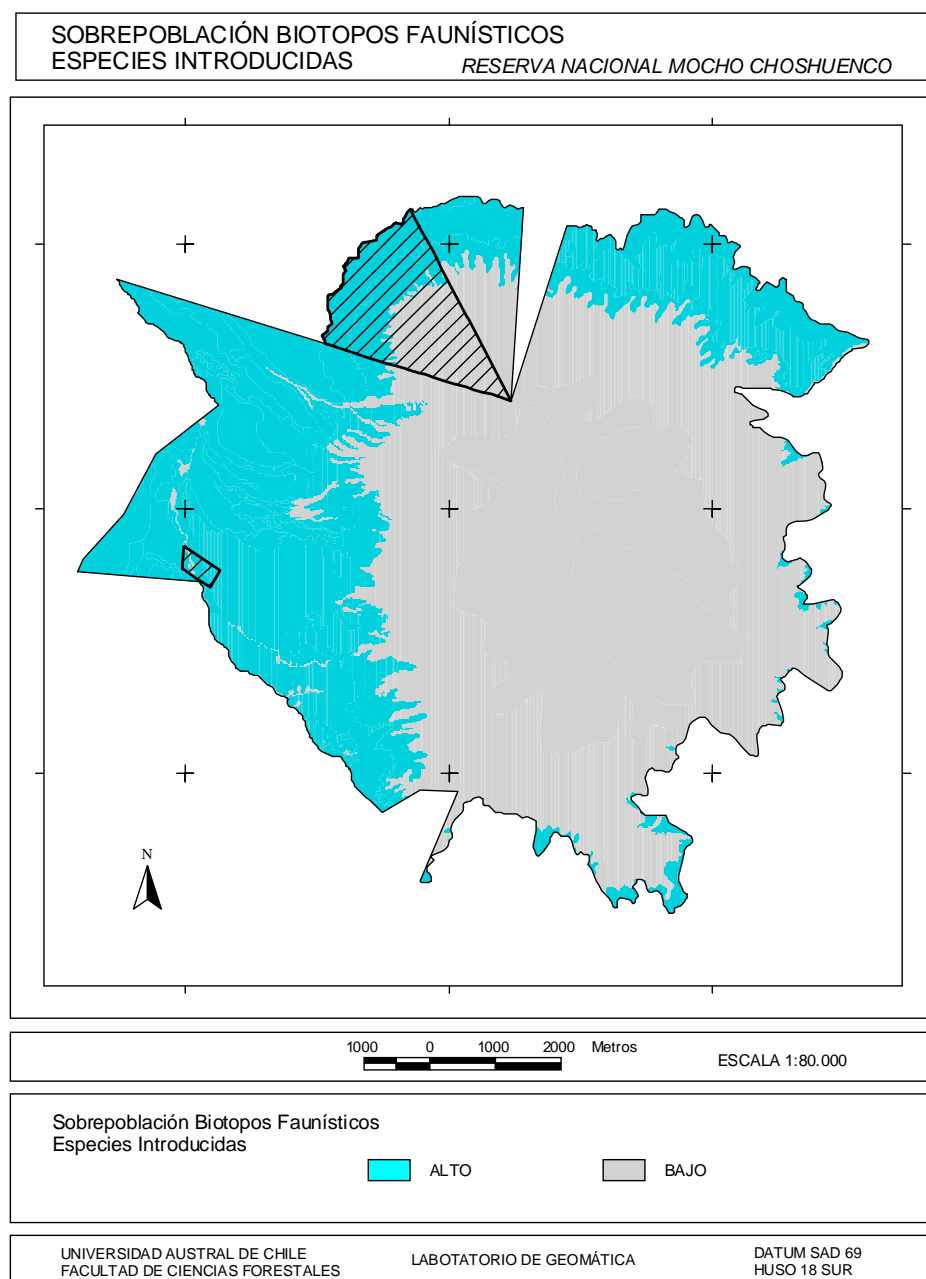 SOBREPOBLACIÓN BIOTOPOS FAUNÍSTICOS
ESPECIES INTRODUCIDAS RESERVA NACIONAL MOCHO CHOSHUENCO
N
1000 0 1000 2000 Metros
ESCALA 1:80.000
Sobrepoblación Biotopos Faunísticos
Especies Introducidas
ALTO BAJO
UNIVERSIDAD AUSTRAL DE CHILE
FACULTAD DE CIENCIAS FORESTALES
LABOTATORIO DE GEOMÁTICA
DATUM SAD 69
HUSO 18 SUR